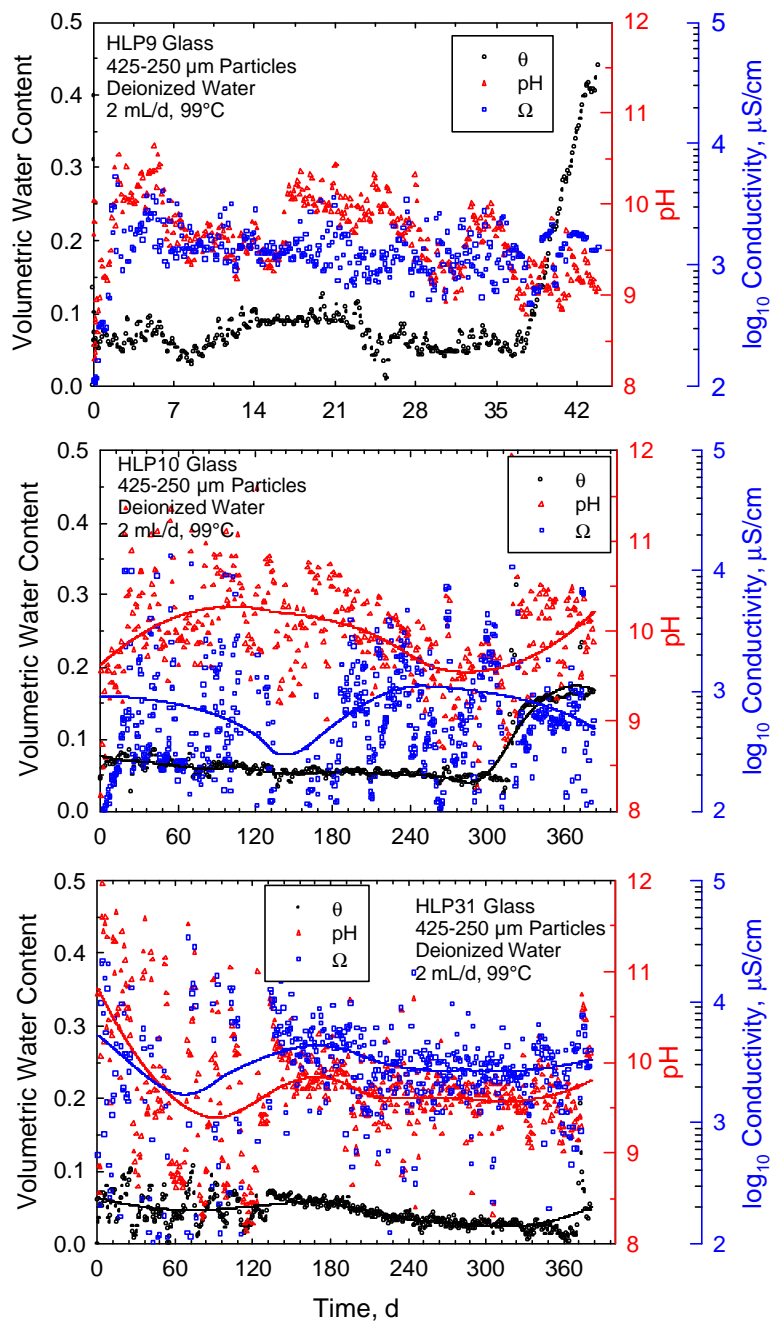 HLP9 Glass
425-250 µm Particles
Deionized Water
2 mL/d, 99°C
θ
pH
Ω
Volumetric Water Content
0.5
0.4
0.3
0.2
0.1
0.0
0 7 14 21 28 35 42
12
11
10
9
8
pH
5
4
3
2
log10 Conductivity, µS/cm
HLP10 Glass
425-250 µm Particles
Deionized Water
2 mL/d, 99°C
θ
pH
Ω
Volumetric Water Content
0.5
0.4
0.3
0.2
0.1
0.0
0 60 120 180 240 300 360
12
11
10
9
8
pH
5
4
3
2
log10 Conductivity, µS/cm
θ
pH
Ω
HLP31 Glass
425-250 µm Particles
Deionized Water
2 mL/d, 99°C
Volumetric Water Content
0.5
0.4
0.3
0.2
0.1
0.0
0 60 120 180 240 300 360
12
11
10
9
8
pH
5
4
3
2
log10 Conductivity, µS/cm
Time, d